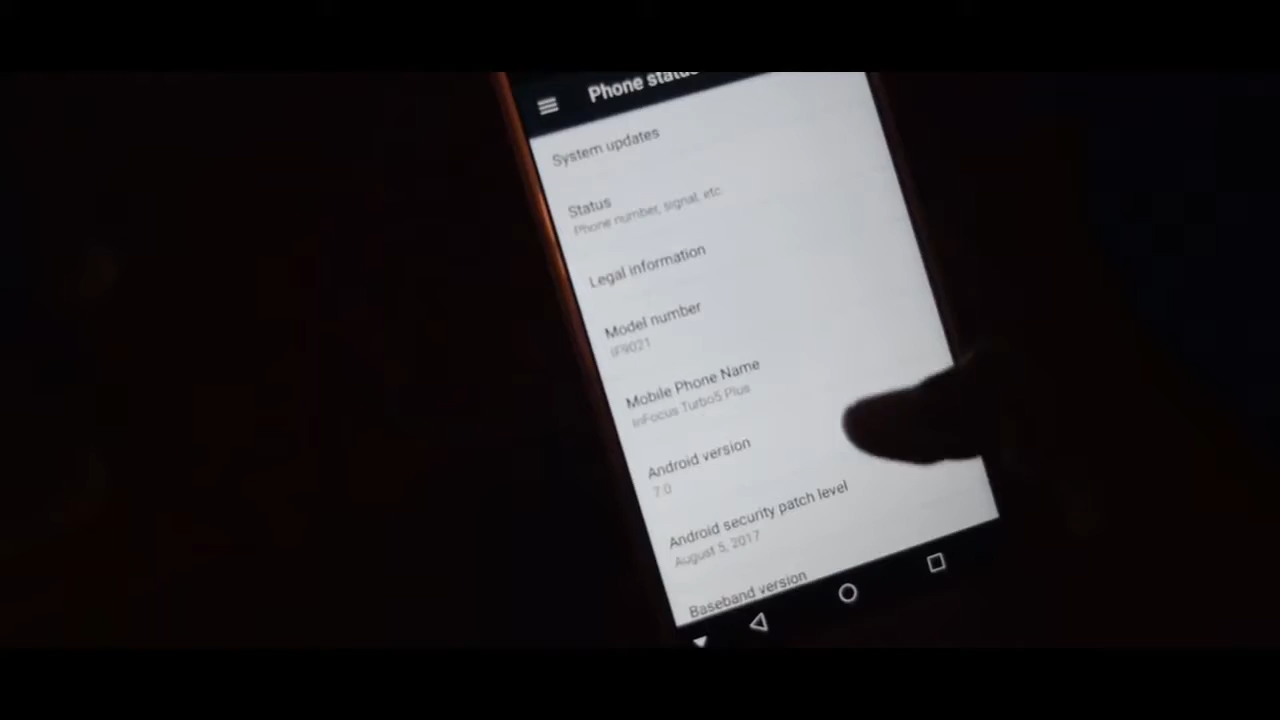 Phone status
System updates
Status
Phone number, signal, etc.
Legal information
Model number
IF9021
Mobile Phone Name
InFocus Turbo5 Plus
Android version
7.0
Android security patch level
August 5, 2017
Baseband version